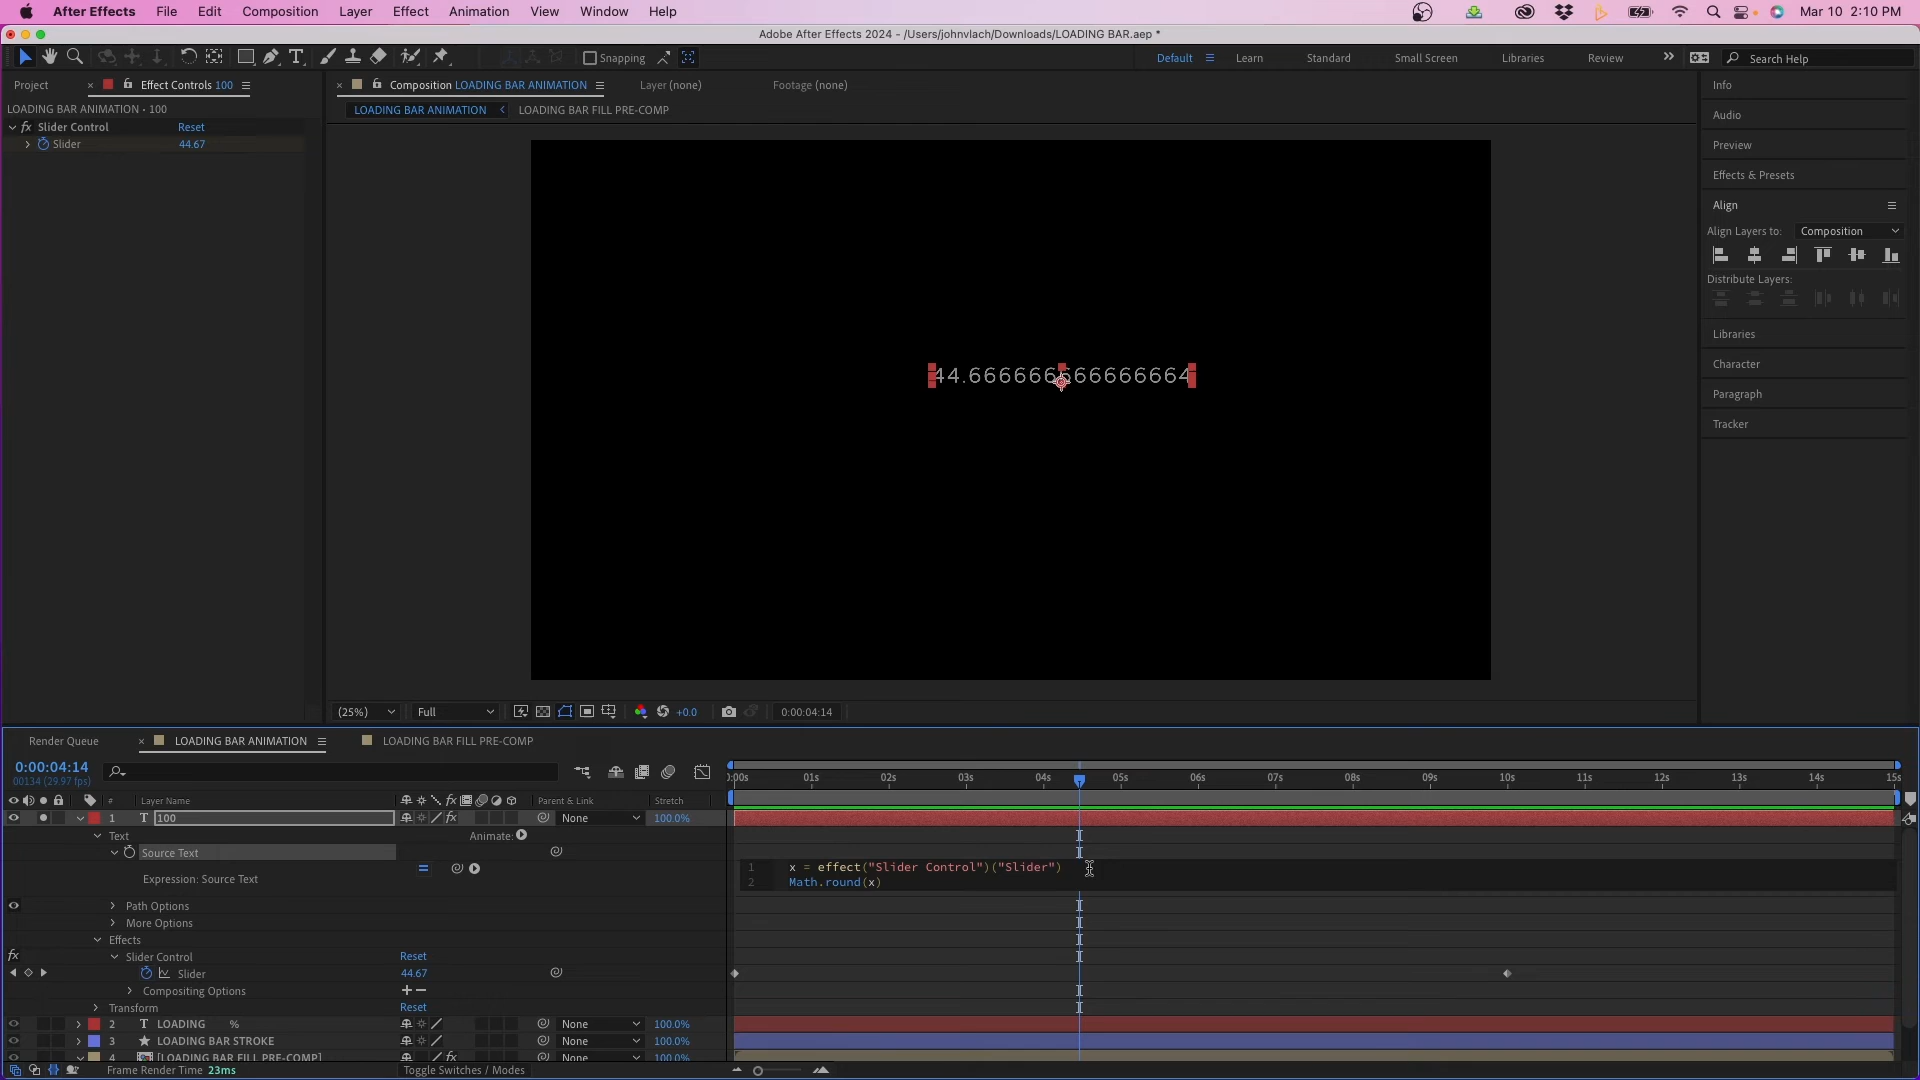 After Effects File Edit Composition Layer Effect Animation View Window Help Mar 10 2:10 PM
Adobe After Effects 2024 - /Users/johnvlach/Downloads/LOADING BAR.aep *
Snapping Default Learn Standard Small Screen Libraries Review Search Help
Project Effect Controls 100 Composition LOADING BAR ANIMATION Layer (none) Footage (none) Info
LOADING BAR ANIMATION • 100 LOADING BAR ANIMATION LOADING BAR FILL PRE-COMP
Audio
fx Slider Control Reset
Slider 44.67 Preview
Effects & Presets
Align
Align Layers to: Composition
Distribute Layers:
Libraries
Character
Paragraph
Tracker
(25%) Full +0.0 0:00:04:14
Render Queue LOADING BAR ANIMATION LOADING BAR FILL PRE-COMP
0:00:04:14
00134 (29.97 fps)
0:00s 01s 02s 03s 04s 05s 06s 07s 08s 09s 10s 11s 12s 13s 14s 15s
# Layer Name fx Parent & Link Stretch
1 T 100 fx None 100.0%
Text Animate:
Source Text
1 x = effect("Slider Control")("Slider")
Expression: Source Text
2 Math.round(x)
Path Options
More Options
Effects
fx Slider Control Reset
Slider 44.67
Compositing Options
Transform Reset
2 T LOADING % None 100.0%
3 LOADING BAR STROKE None 100.0%
4 [LOADING BAR FILL PRE-COMP] fx None 100.0%
Frame Render Time 23ms Toggle Switches / Modes